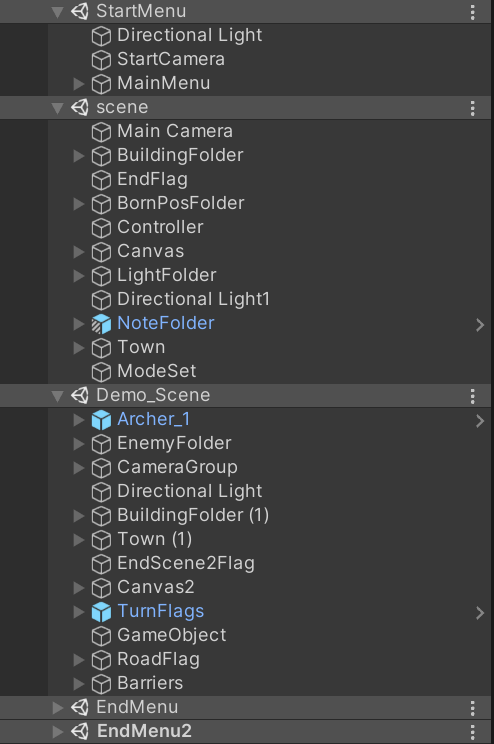 StartMenu
Directional Light
StartCamera
MainMenu
scene
Main Camera
BuildingFolder
EndFlag
BornPosFolder
Controller
Canvas
LightFolder
Directional Light1
NoteFolder
Town
ModeSet
Demo_Scene
Archer_1
EnemyFolder
CameraGroup
Directional Light
BuildingFolder (1)
Town (1)
EndScene2Flag
Canvas2
TurnFlags
GameObject
RoadFlag
Barriers
EndMenu
EndMenu2